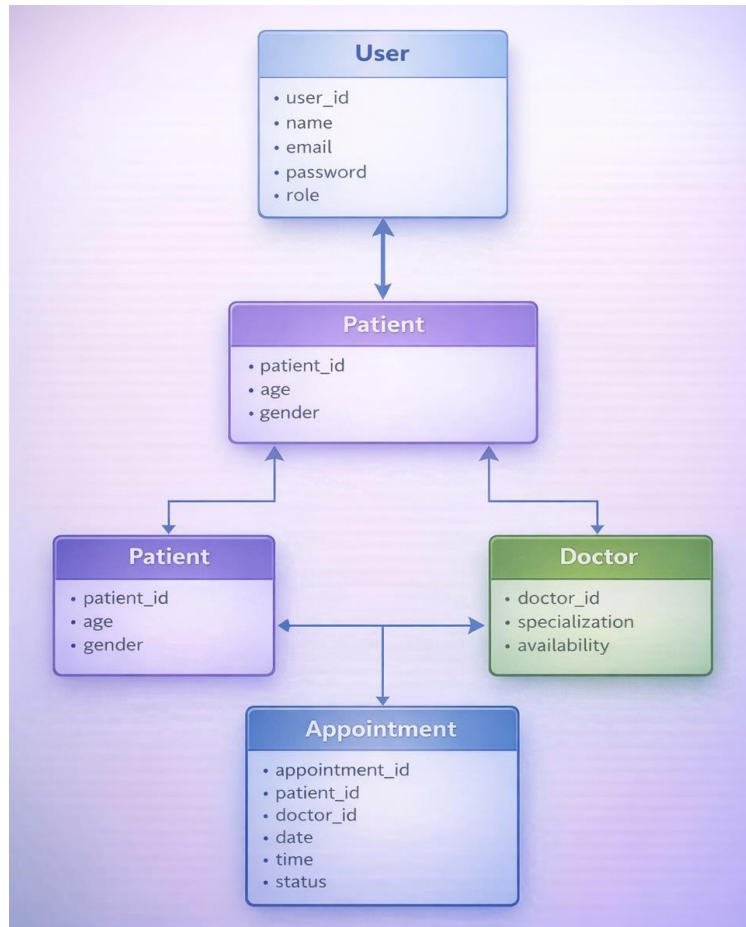 User
• user_id
• name
• email
• password
• role
Patient
• patient_id
• age
• gender
Patient
• patient_id
• age
• gender
Doctor
• doctor_id
• specialization
• availability
Appointment
• appointment_id
• patient_id
• doctor_id
• date
• time
• status